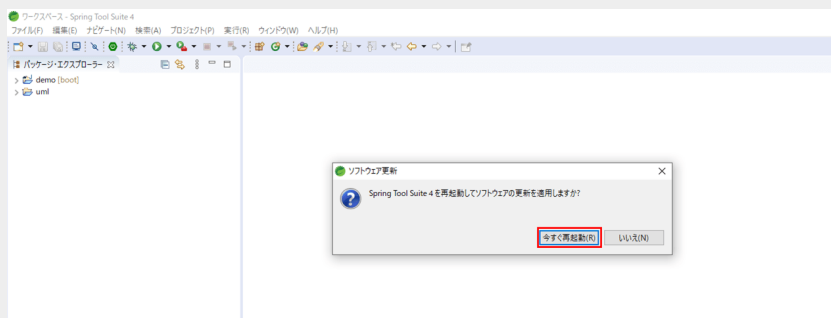 ワークスペース - Spring Tool Suite 4
ファイル(F) 編集(E) ナビゲート(N) 検索(A) プロジェクト(P) 実行(R) ウィンドウ(W) ヘルプ(H)
パッケージ・エクスプローラー
demo [boot]
uml
ソフトウェア更新
Spring Tool Suite 4 を再起動してソフトウェアの更新を適用しますか?
今すぐ再起動(R) いいえ(N)